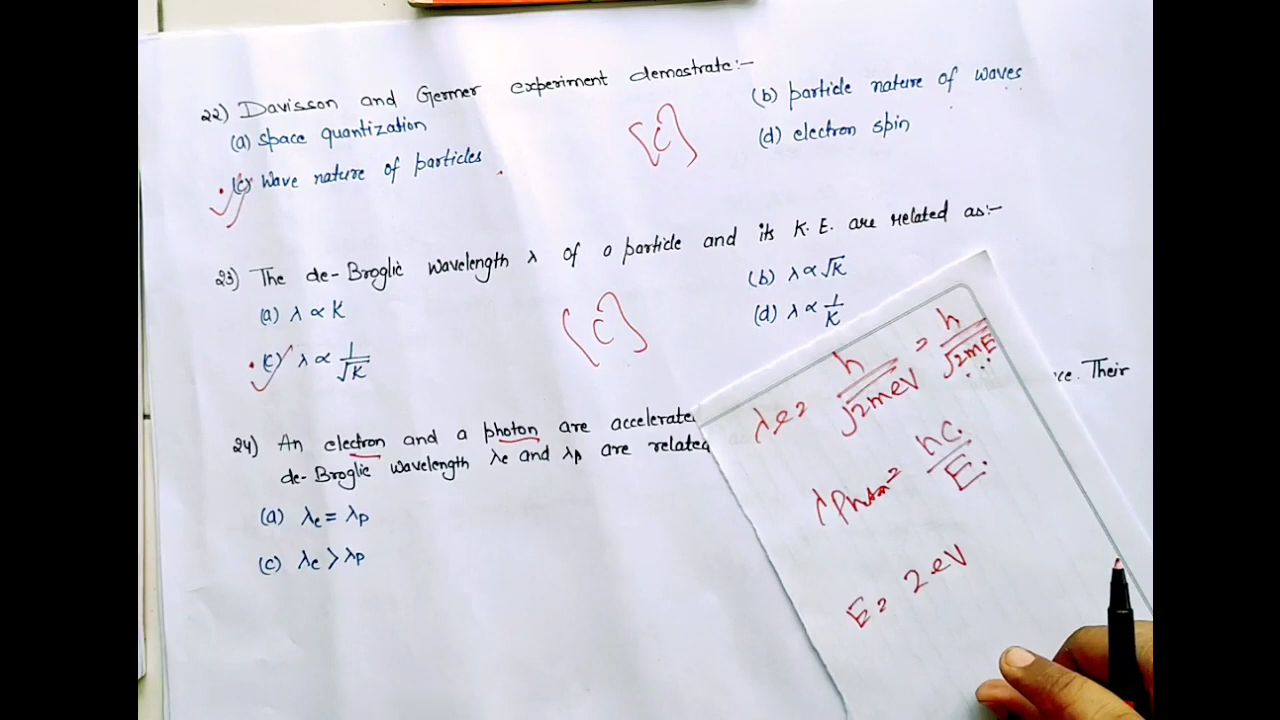 22) Davisson and Germer experiment demostrate:-
(a) space quantization
(b) particle nature of waves
(c) Wave nature of particles
(d) electron spin
[C]
23) The de-Broglie wavelength λ of a particle and its K.E. are related as:-
(a) λ ∝ K
(b) λ ∝ √K
(c) λ ∝ 1/√K
(d) λ ∝ 1/K
[C]
24) An electron and a photon are accelerate Their
de-Broglie wavelength λe and λp are related
(a) λe = λp
(c) λe > λp
λe = h/√2meV = h/√2mE
λPhoton = hc/E.
E = 2eV